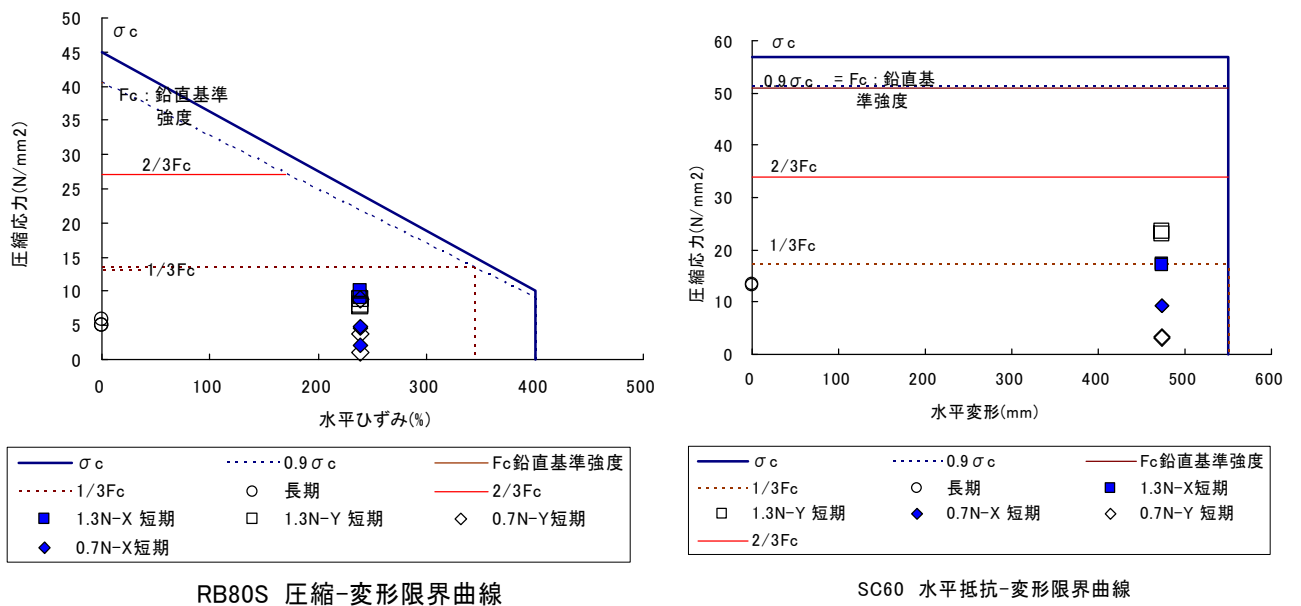 50
45
40
35
30
25
20
15
10
5
0
圧縮応力(N/mm2)
σc
Fc：鉛直基準
強度
2/3Fc
1/3Fc
0 100 200 300 400 500
水平ひずみ(%)
σc 0.9σc Fc鉛直基準強度
1/3Fc 長期 2/3Fc
1.3N-X 短期 1.3N-Y 短期 0.7N-Y短期
0.7N-X短期
RB80S 圧縮-変形限界曲線
60
50
40
30
20
10
0
圧縮応力(N/mm2)
σc
0.9σc ＝Fc：鉛直基
準強度
2/3Fc
1/3Fc
0 100 200 300 400 500 600
水平変形(mm)
σc 0.9σc Fc鉛直基準強度
1/3Fc 長期 1.3N-X短期
1.3N-Y 短期 0.7N-X 短期 0.7N-Y 短期
2/3Fc
SC60 水平抵抗-変形限界曲線